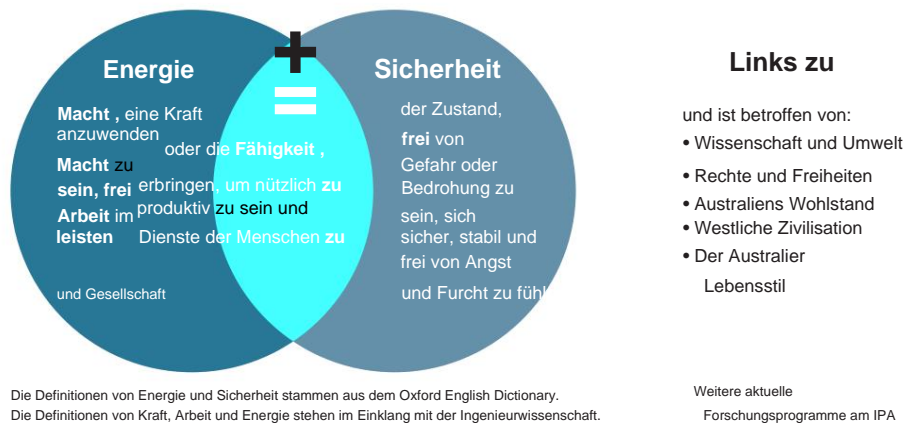 Energie
Macht , eine Kraft
anzuwenden
oder die Fähigkeit ,
Macht zu
sein, frei erbringen, um nützlich zu
Arbeit im produktiv zu sein und
leisten Dienste der Menschen zu
und Gesellschaft
+
=
Sicherheit
der Zustand,
frei von
Gefahr oder
Bedrohung zu
sein, sich
sicher, stabil und
frei von Angst
und Furcht zu fühl
Links zu
und ist betroffen von:
• Wissenschaft und Umwelt
• Rechte und Freiheiten
• Australiens Wohlstand
• Westliche Zivilisation
• Der Australier
Lebensstil
Die Definitionen von Energie und Sicherheit stammen aus dem Oxford English Dictionary.
Die Definitionen von Kraft, Arbeit und Energie stehen im Einklang mit der Ingenieurwissenschaft.
Weitere aktuelle
Forschungsprogramme am IPA